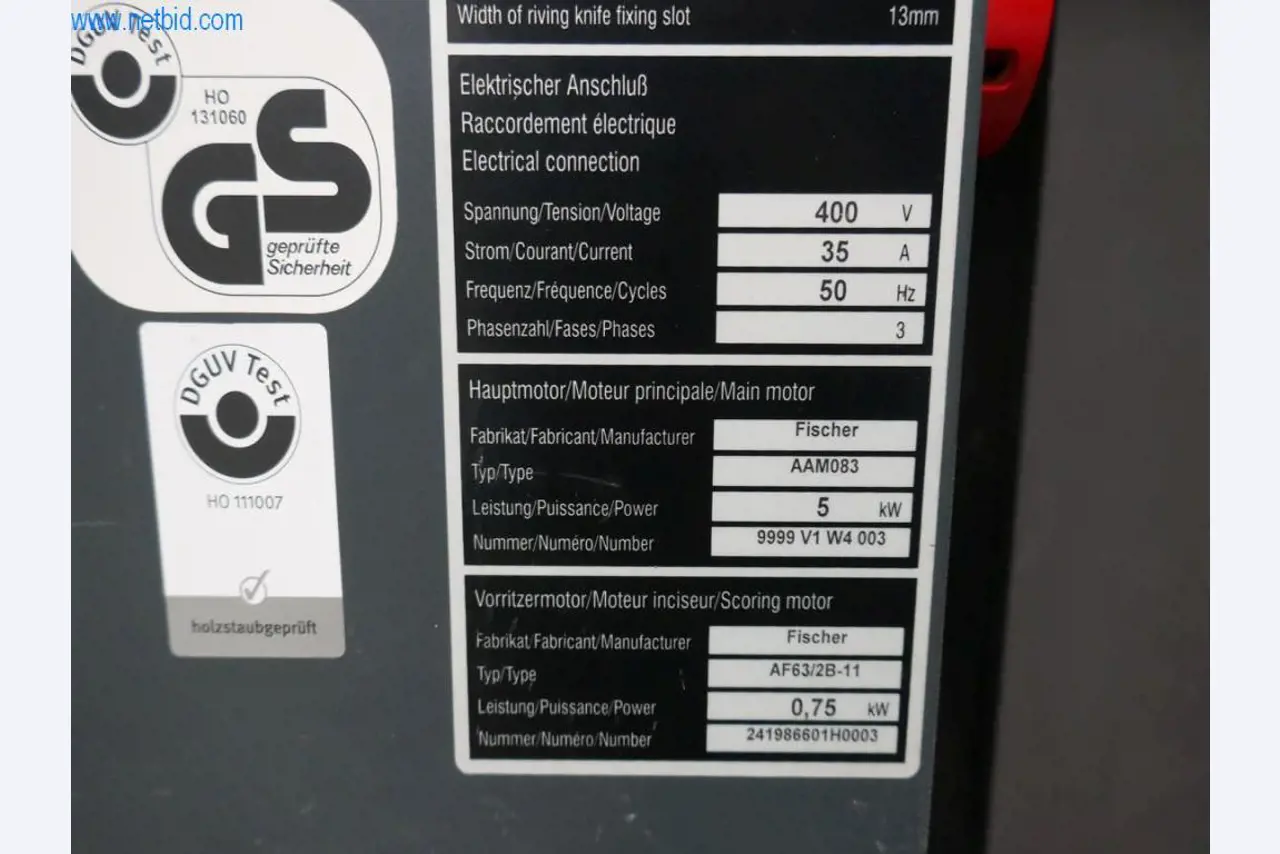 www.netbid.com
DGUV Test
HO
131060
GS
geprüfte
Sicherheit
DGUV Test
HO 111007
holzstaubgeprüft
Width of riving knife fixing slot 13mm
Elektrischer Anschluß
Raccordement électrique
Electrical connection
Spannung/Tension/Voltage 400 V
Strom/Courant/Current 35 A
Frequenz/Fréquence/Cycles 50 Hz
Phasenzahl/Fases/Phases 3
Hauptmotor/Moteur principale/Main motor
Fabrikat/Fabricant/Manufacturer Fischer
Typ/Type AAM083
Leistung/Puissance/Power 5 kW
Nummer/Numéro/Number 9999 V1 W4 003
Vorritzermotor/Moteur inciseur/Scoring motor
Fabrikat/Fabricant/Manufacturer Fischer
Typ/Type AF63/2B-11
Leistung/Puissance/Power 0,75 kW
Nummer/Numéro/Number 241986601H0003